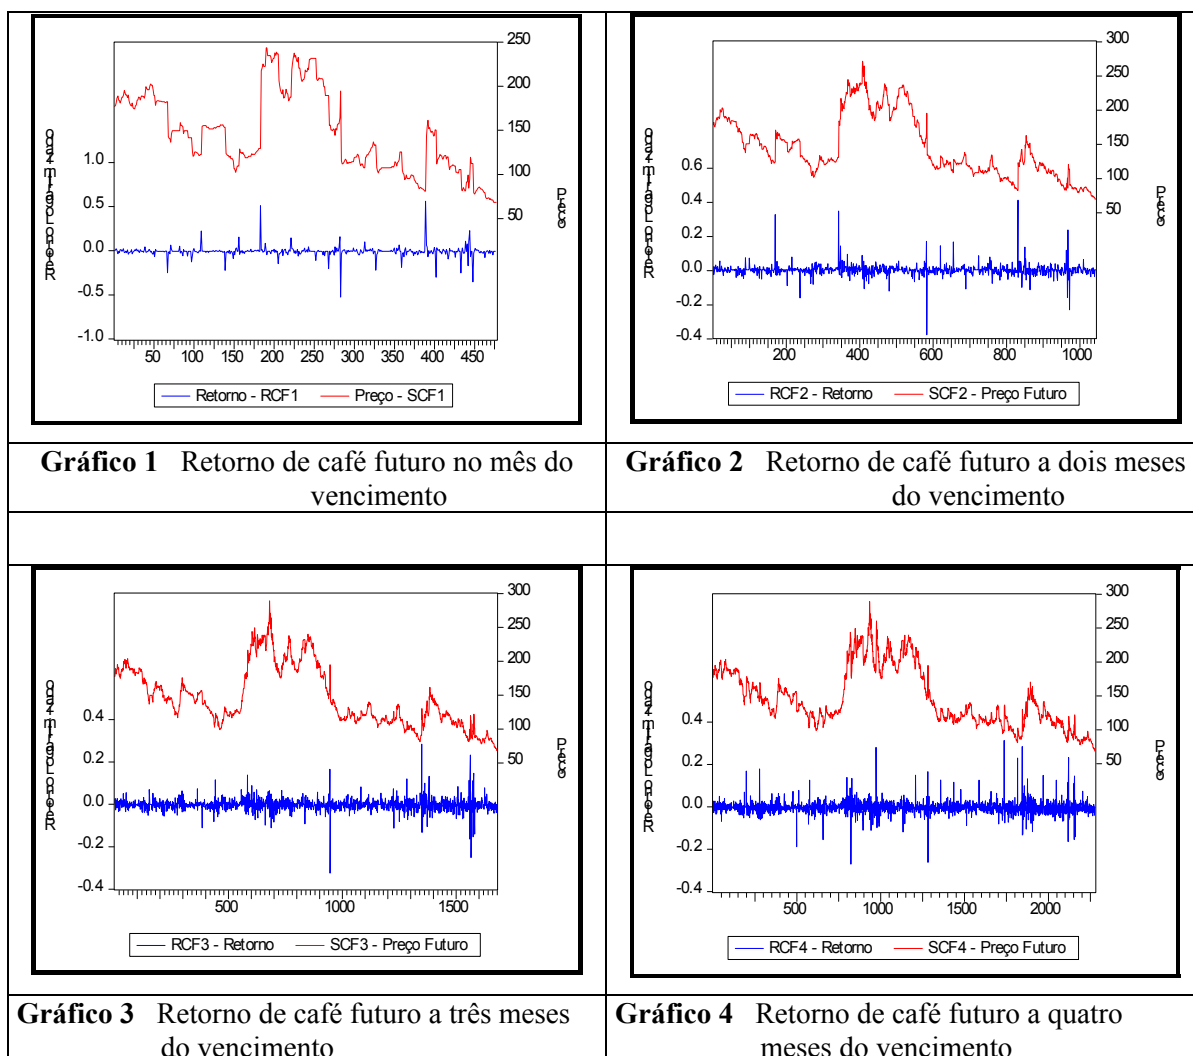 250
200
150
100
50
1.0
0.5
0.0
-0.5
-1.0
Preço
50 100 150 200 250 300 350 400 450
Retorno - RCF1 Preço - SCF1
Gráfico 1 Retorno de café futuro no mês do
vencimento
300
250
200
150
100
50
0.6
0.4
0.2
0.0
-0.2
-0.4
Preço
200 400 600 800 1000
RCF2 - Retorno SCF2 - Preço Futuro
Gráfico 2 Retorno de café futuro a dois meses
do vencimento
300
250
200
150
100
50
0.4
0.2
0.0
-0.2
-0.4
Preço
500 1000 1500
RCF3 - Retorno SCF3 - Preço Futuro
Gráfico 3 Retorno de café futuro a três meses
do vencimento
300
250
200
150
100
50
0.4
0.2
0.0
-0.2
-0.4
Preço
500 1000 1500 2000
RCF4 - Retorno SCF4 - Preço Futuro
Gráfico 4 Retorno de café futuro a quatro
meses do vencimento